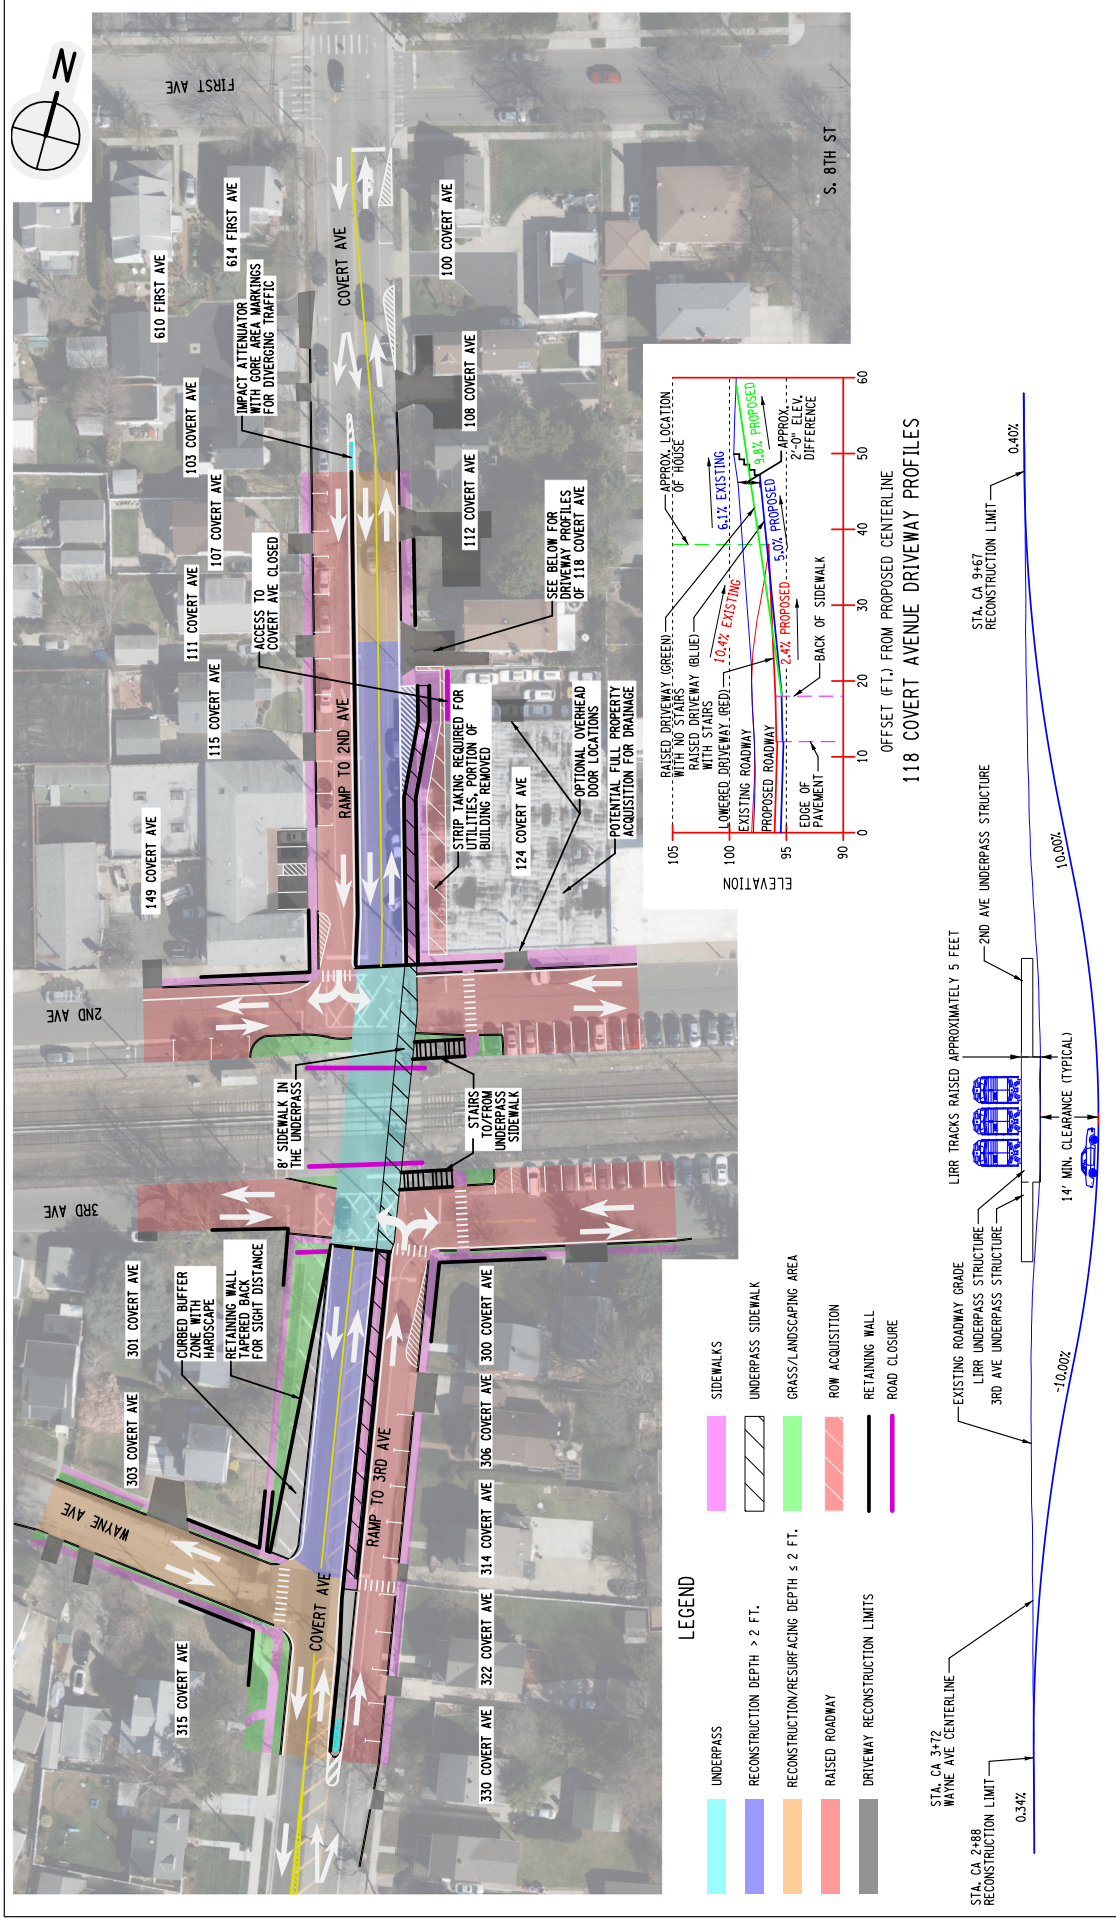 N
FIRST AVE
S. 8TH ST
610 FIRST AVE
614 FIRST AVE
IMPACT ATTENUATOR
WITH GORE AREA MARKINGS
FOR DIVERGING TRAFFIC
COVERT AVE
100 COVERT AVE
103 COVERT AVE
107 COVERT AVE
108 COVERT AVE
111 COVERT AVE
112 COVERT AVE
115 COVERT AVE
ACCESS TO
COVERT AVE CLOSED
SEE BELOW FOR
DRIVEWAY PROFILES
OF 118 COVERT AVE
149 COVERT AVE
RAMP TO 2ND AVE
STRIP TAKING REQUIRED FOR
UTILITIES, PORTION OF
BUILDING REMOVED
124 COVERT AVE
OPTIONAL OVERHEAD
DOOR LOCATIONS
POTENTIAL FULL PROPERTY
ACQUISITION FOR DRAINAGE
2ND AVE
8' SIDEWALK IN
THE UNDERPASS
STAIRS
TO/FROM
UNDERPASS
SIDEWALK
3RD AVE
301 COVERT AVE
303 COVERT AVE
CURBED BUFFER
ZONE WITH
HARDSCAPE
RETAINING WALL
TAPERED BACK
FOR SIGHT DISTANCE
300 COVERT AVE
306 COVERT AVE
RAMP TO 3RD AVE
314 COVERT AVE
WAYNE AVE
COVERT AVE
315 COVERT AVE
322 COVERT AVE
330 COVERT AVE
LEGEND
UNDERPASS
RECONSTRUCTION DEPTH > 2 FT.
RECONSTRUCTION/RESURFACING DEPTH ≤ 2 FT.
RAISED ROADWAY
DRIVEWAY RECONSTRUCTION LIMITS
SIDEWALKS
UNDERPASS SIDEWALK
GRASS/LANDSCAPING AREA
ROW ACQUISITION
RETAINING WALL
ROAD CLOSURE
RAISED DRIVEWAY (GREEN)
WITH NO STAIRS
RAISED DRIVEWAY (BLUE)
WITH STAIRS
LOWERED DRIVEWAY (RED)
EXISTING ROADWAY
PROPOSED ROADWAY
EDGE OF
PAVEMENT
BACK OF SIDEWALK
APPROX. LOCATION
OF HOUSE
10.4% EXISTING
6.1% EXISTING
2.4% PROPOSED
5.0% PROPOSED
9.8% PROPOSED
APPROX.
2'-0" ELEV.
DIFFERENCE
ELEVATION
105
100
95
90
0
10
20
30
40
50
60
OFFSET (FT.) FROM PROPOSED CENTERLINE
118 COVERT AVENUE DRIVEWAY PROFILES
STA. CA 2+88
RECONSTRUCTION LIMIT
0.34%
STA. CA 3+72
WAYNE AVE CENTERLINE
EXISTING ROADWAY GRADE
LIRR UNDERPASS STRUCTURE
3RD AVE UNDERPASS STRUCTURE
-10.00%
LIRR TRACKS RAISED APPROXIMATELY 5 FEET
14' MIN. CLEARANCE (TYPICAL)
2ND AVE UNDERPASS STRUCTURE
10.00%
STA. CA 9+67
RECONSTRUCTION LIMIT
0.40%